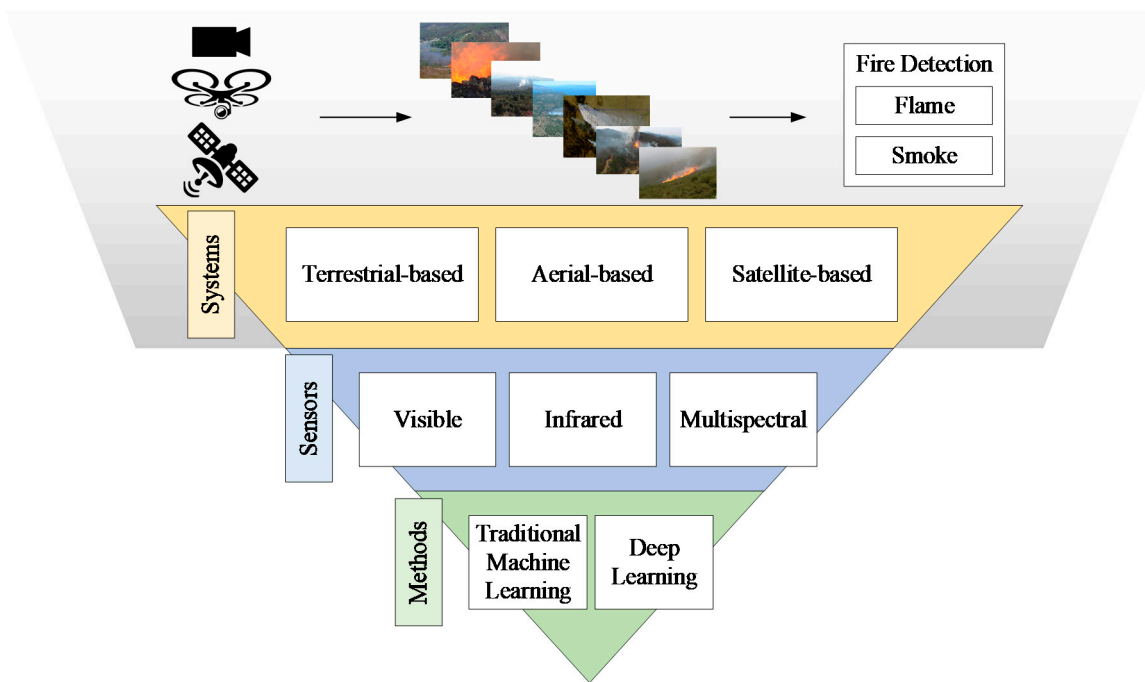 Fire Detection
Flame
Smoke
Systems
Terrestrial-based
Aerial-based
Satellite-based
Sensors
Visible
Infrared
Multispectral
Methods
Traditional
Machine
Learning
Deep
Learning